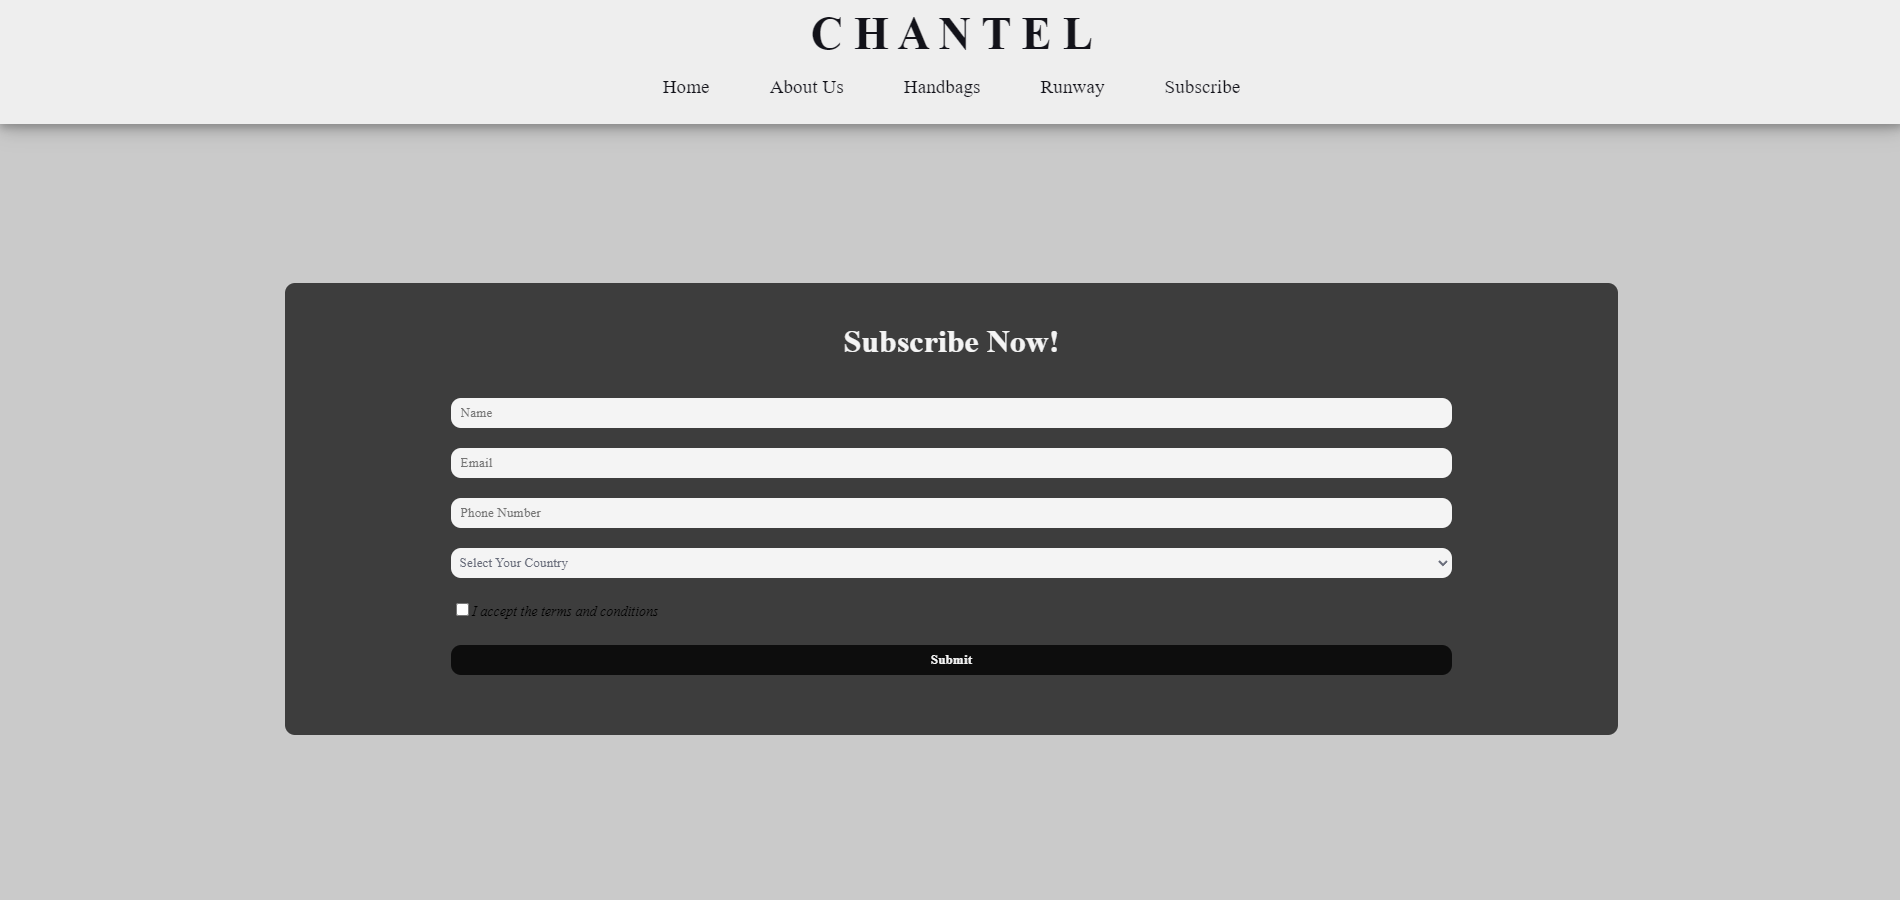 CHANTEL
Home About Us Handbags Runway Subscribe
Subscribe Now!
Name
Email
Phone Number
Select Your Country
I accept the terms and conditions
Submit